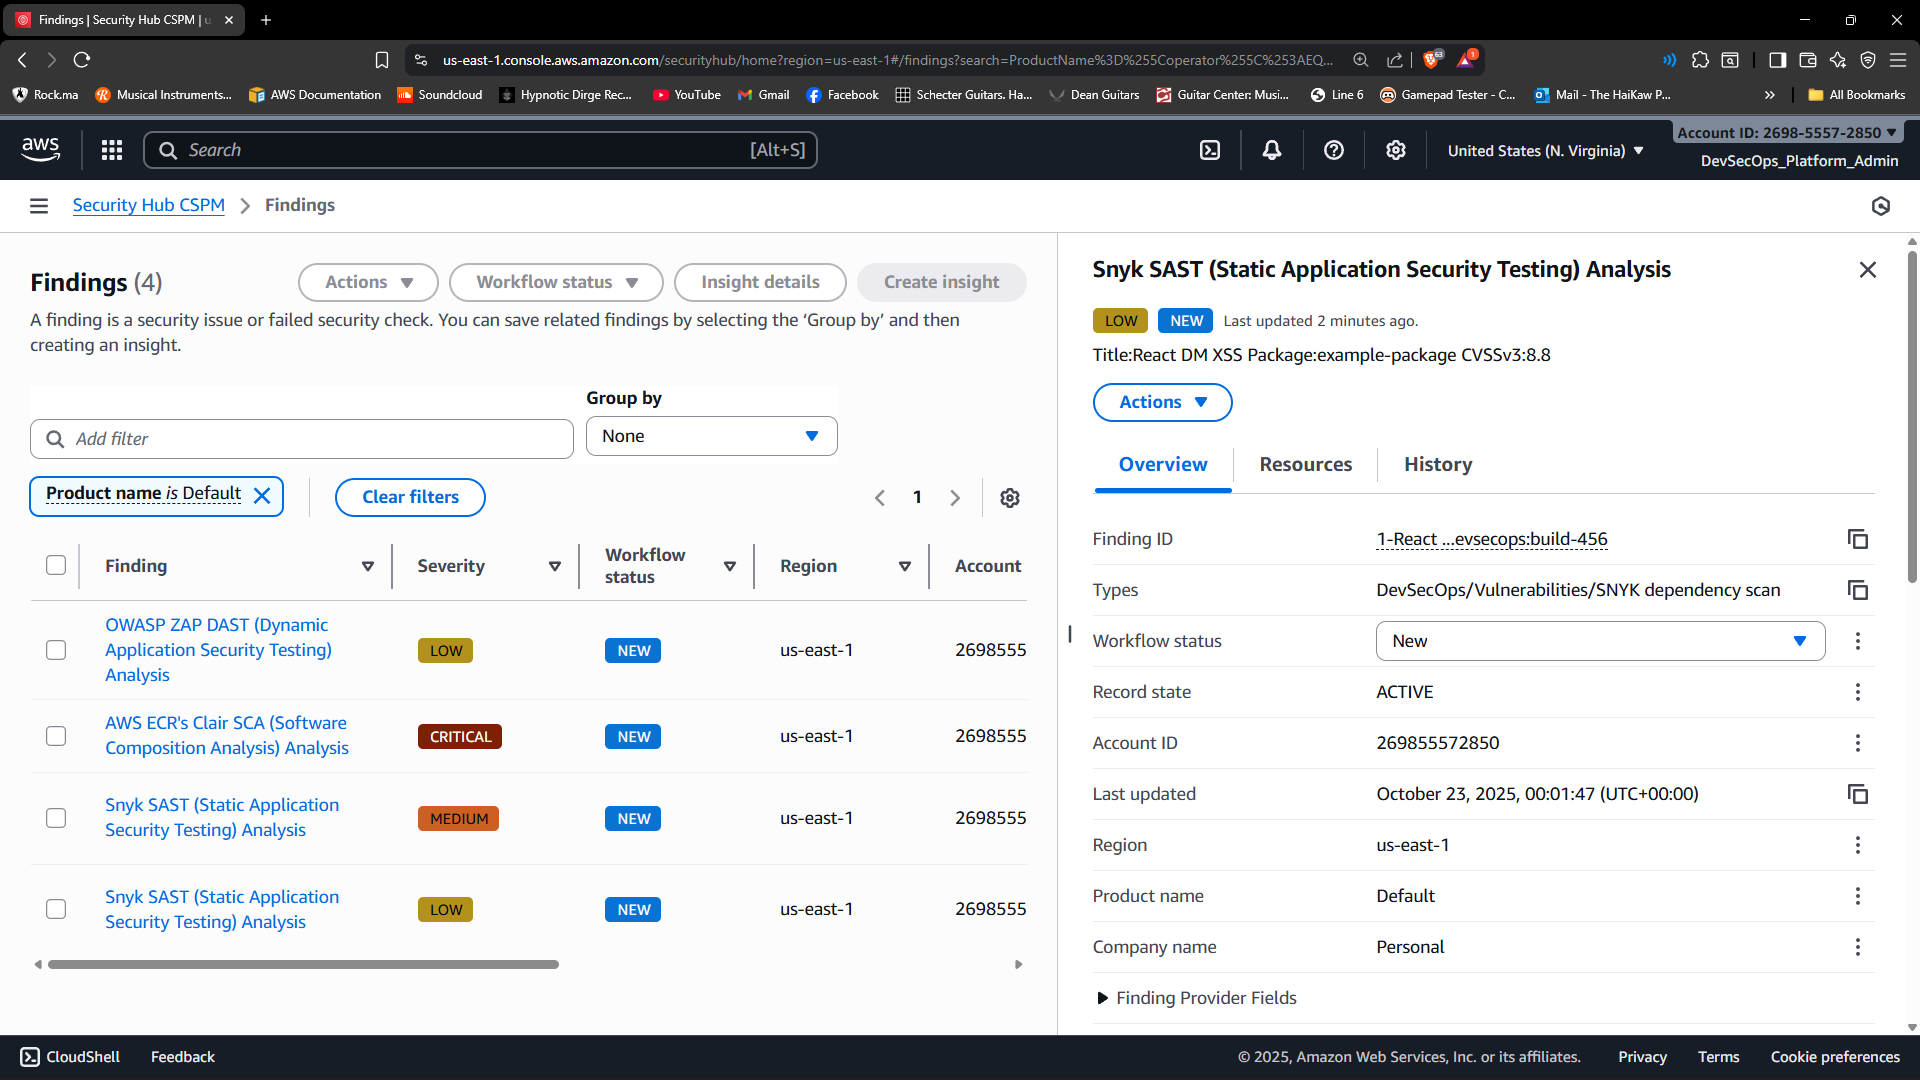 Findings | Security Hub CSPM | u
us-east-1.console.aws.amazon.com/securityhub/home?region=us-east-1#/findings?search=ProductName%3D%255Coperator%255C%253AEQ...
Rock.ma
Musical Instruments...
AWS Documentation
Soundcloud
Hypnotic Dirge Rec...
YouTube
Gmail
Facebook
Schecter Guitars. Ha...
Dean Guitars
Guitar Center: Musi...
Line 6
Gamepad Tester - C...
Mail - The HaiKaw P...
All Bookmarks
aws
Search
[Alt+S]
United States (N. Virginia)
Account ID: 2698-5557-2850
DevSecOps_Platform_Admin
Security Hub CSPM
Findings
Findings (4)
Actions
Workflow status
Insight details
Create insight
A finding is a security issue or failed security check. You can save related findings by selecting the ‘Group by’ and then
creating an insight.
Group by
Add filter
None
Product name is Default
Clear filters
1
Finding
Severity
Workflow
status
Region
Account
OWASP ZAP DAST (Dynamic
Application Security Testing)
Analysis
LOW
NEW
us-east-1
2698555
AWS ECR's Clair SCA (Software
Composition Analysis) Analysis
CRITICAL
NEW
us-east-1
2698555
Snyk SAST (Static Application
Security Testing) Analysis
MEDIUM
NEW
us-east-1
2698555
Snyk SAST (Static Application
Security Testing) Analysis
LOW
NEW
us-east-1
2698555
Snyk SAST (Static Application Security Testing) Analysis
LOW
NEW
Last updated 2 minutes ago.
Title:React DM XSS Package:example-package CVSSv3:8.8
Actions
Overview
Resources
History
Finding ID
1-React ...evsecops:build-456
Types
DevSecOps/Vulnerabilities/SNYK dependency scan
Workflow status
New
Record state
ACTIVE
Account ID
269855572850
Last updated
October 23, 2025, 00:01:47 (UTC+00:00)
Region
us-east-1
Product name
Default
Company name
Personal
Finding Provider Fields
CloudShell
Feedback
© 2025, Amazon Web Services, Inc. or its affiliates.
Privacy
Terms
Cookie preferences